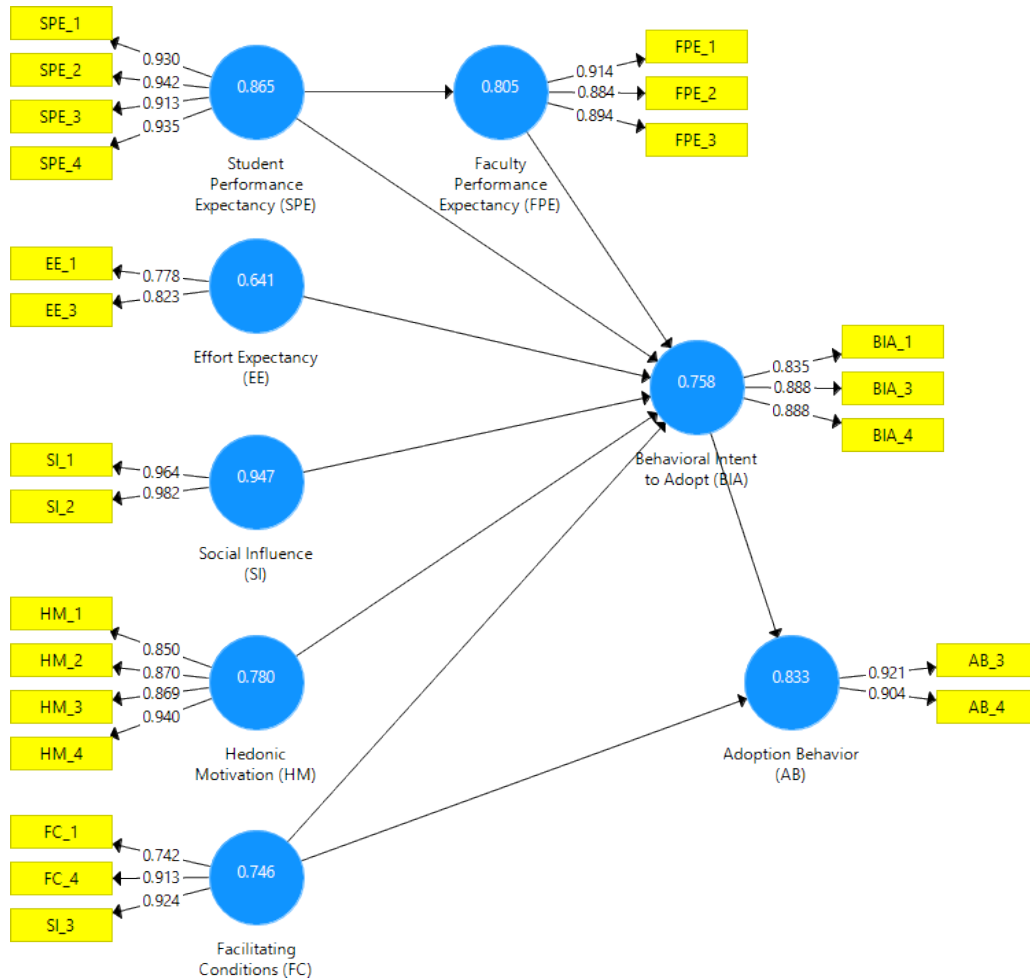 SPE_1
SPE_2
SPE_3
SPE_4
0.930
0.942
0.913
0.935
0.865
Student
Performance
Expectancy (SPE)
0.805
Faculty
Performance
Expectancy (FPE)
0.914
0.884
0.894
FPE_1
FPE_2
FPE_3
EE_1
EE_3
0.778
0.823
0.641
Effort Expectancy
(EE)
SI_1
SI_2
0.964
0.982
0.947
Social Influence
(SI)
0.758
Behavioral Intent
to Adopt (BIA)
0.835
0.888
0.888
BIA_1
BIA_3
BIA_4
HM_1
HM_2
HM_3
HM_4
0.850
0.870
0.869
0.940
0.780
Hedonic
Motivation (HM)
0.833
Adoption Behavior
(AB)
0.921
0.904
AB_3
AB_4
FC_1
FC_4
SI_3
0.742
0.913
0.924
0.746
Facilitating
Conditions (FC)